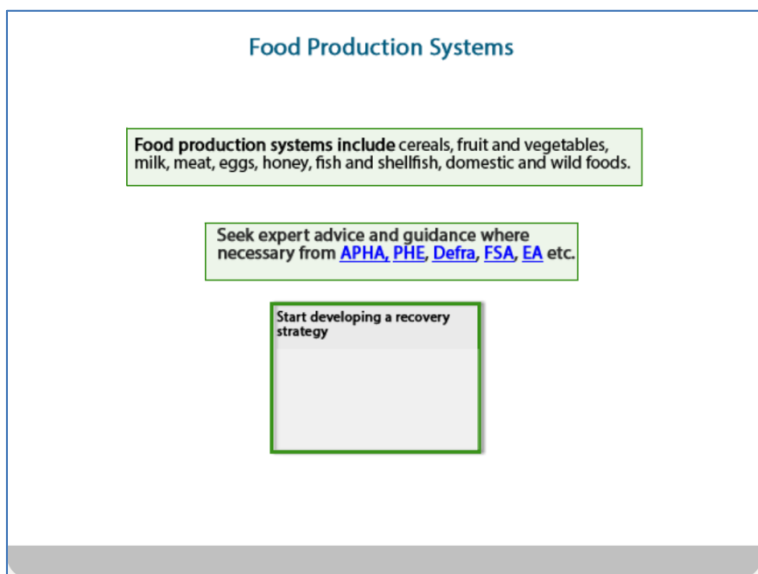 Food Production Systems
Food production systems include cereals, fruit and vegetables,
milk, meat, eggs, honey, fish and shellfish, domestic and wild foods.
Seek expert advice and guidance where
necessary from APHA, PHE, Defra, FSA, EA etc.
Start developing a recovery
strategy